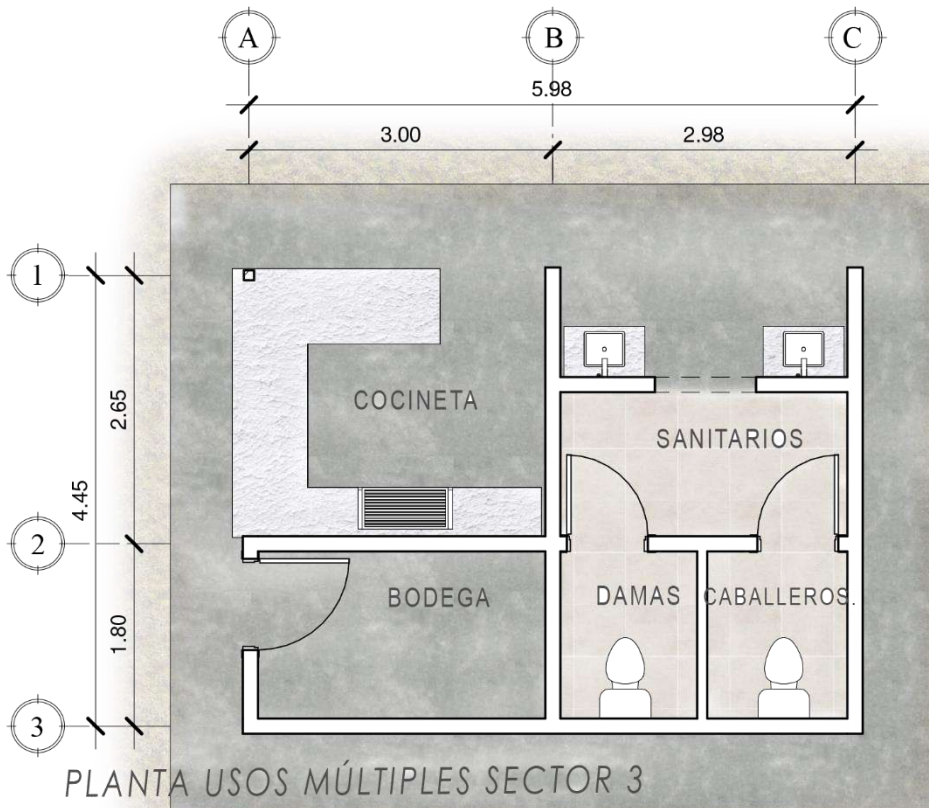 A B C
5.98
3.00 2.98
1
2.65
COCINETA
SANITARIOS
4.45
2
BODEGA DAMAS CABALLEROS.
1.80
3
PLANTA USOS MÚLTIPLES SECTOR 3